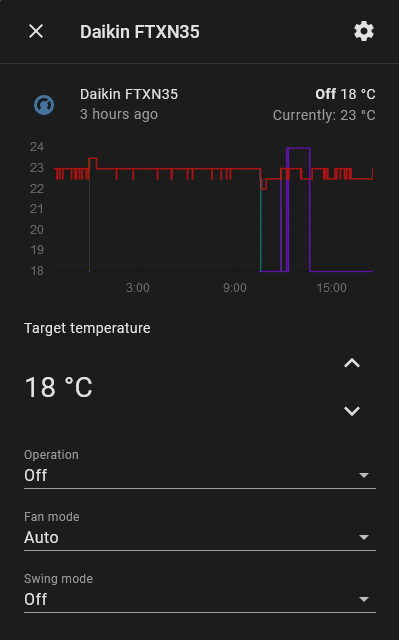 Daikin FTXN35
Daikin FTXN35
Off 18 °C
3 hours ago
Currently: 23 °C
24
23
22
21
20
19
18
3:00
9:00
15:00
Target temperature
18 °C
Operation
Off
Fan mode
Auto
Swing mode
Off